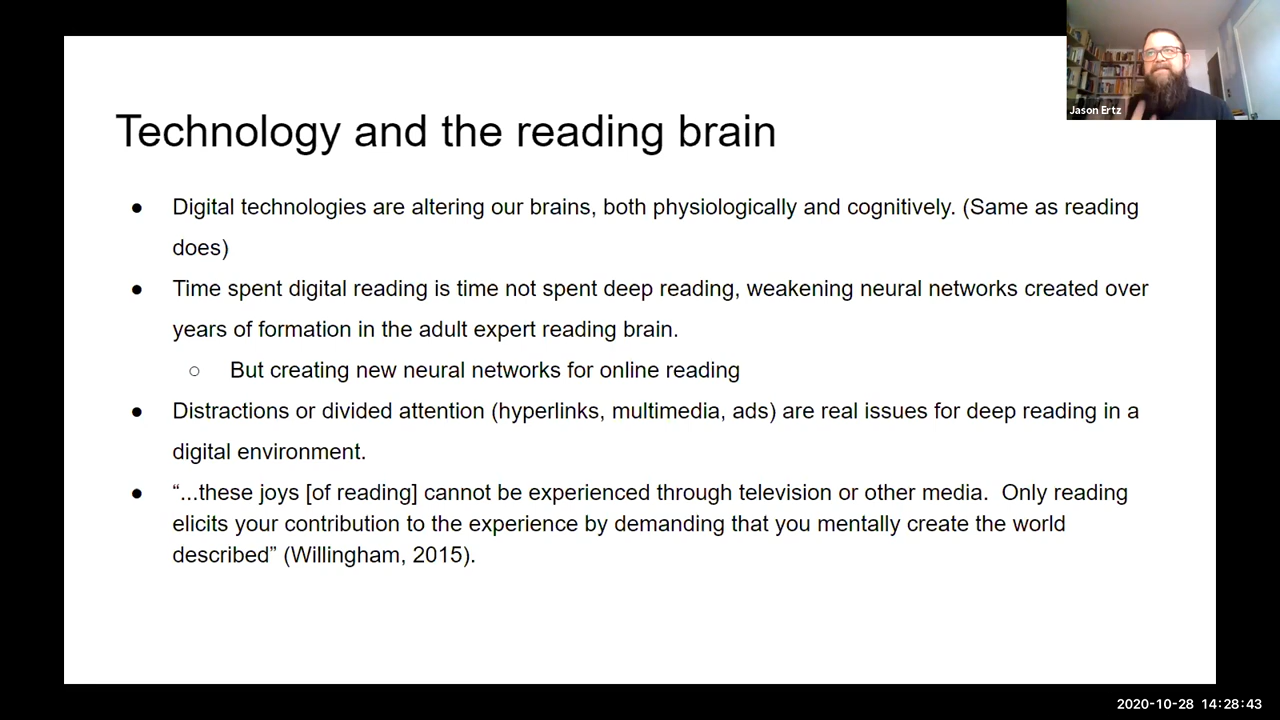 Technology and the reading brain
● Digital technologies are altering our brains, both physiologically and cognitively. (Same as reading
does)
● Time spent digital reading is time not spent deep reading, weakening neural networks created over
years of formation in the adult expert reading brain.
○ But creating new neural networks for online reading
● Distractions or divided attention (hyperlinks, multimedia, ads) are real issues for deep reading in a
digital environment.
● “...these joys [of reading] cannot be experienced through television or other media.  Only reading
elicits your contribution to the experience by demanding that you mentally create the world
described” (Willingham, 2015).
Jason Ertz
2020-10-28 14:28:43